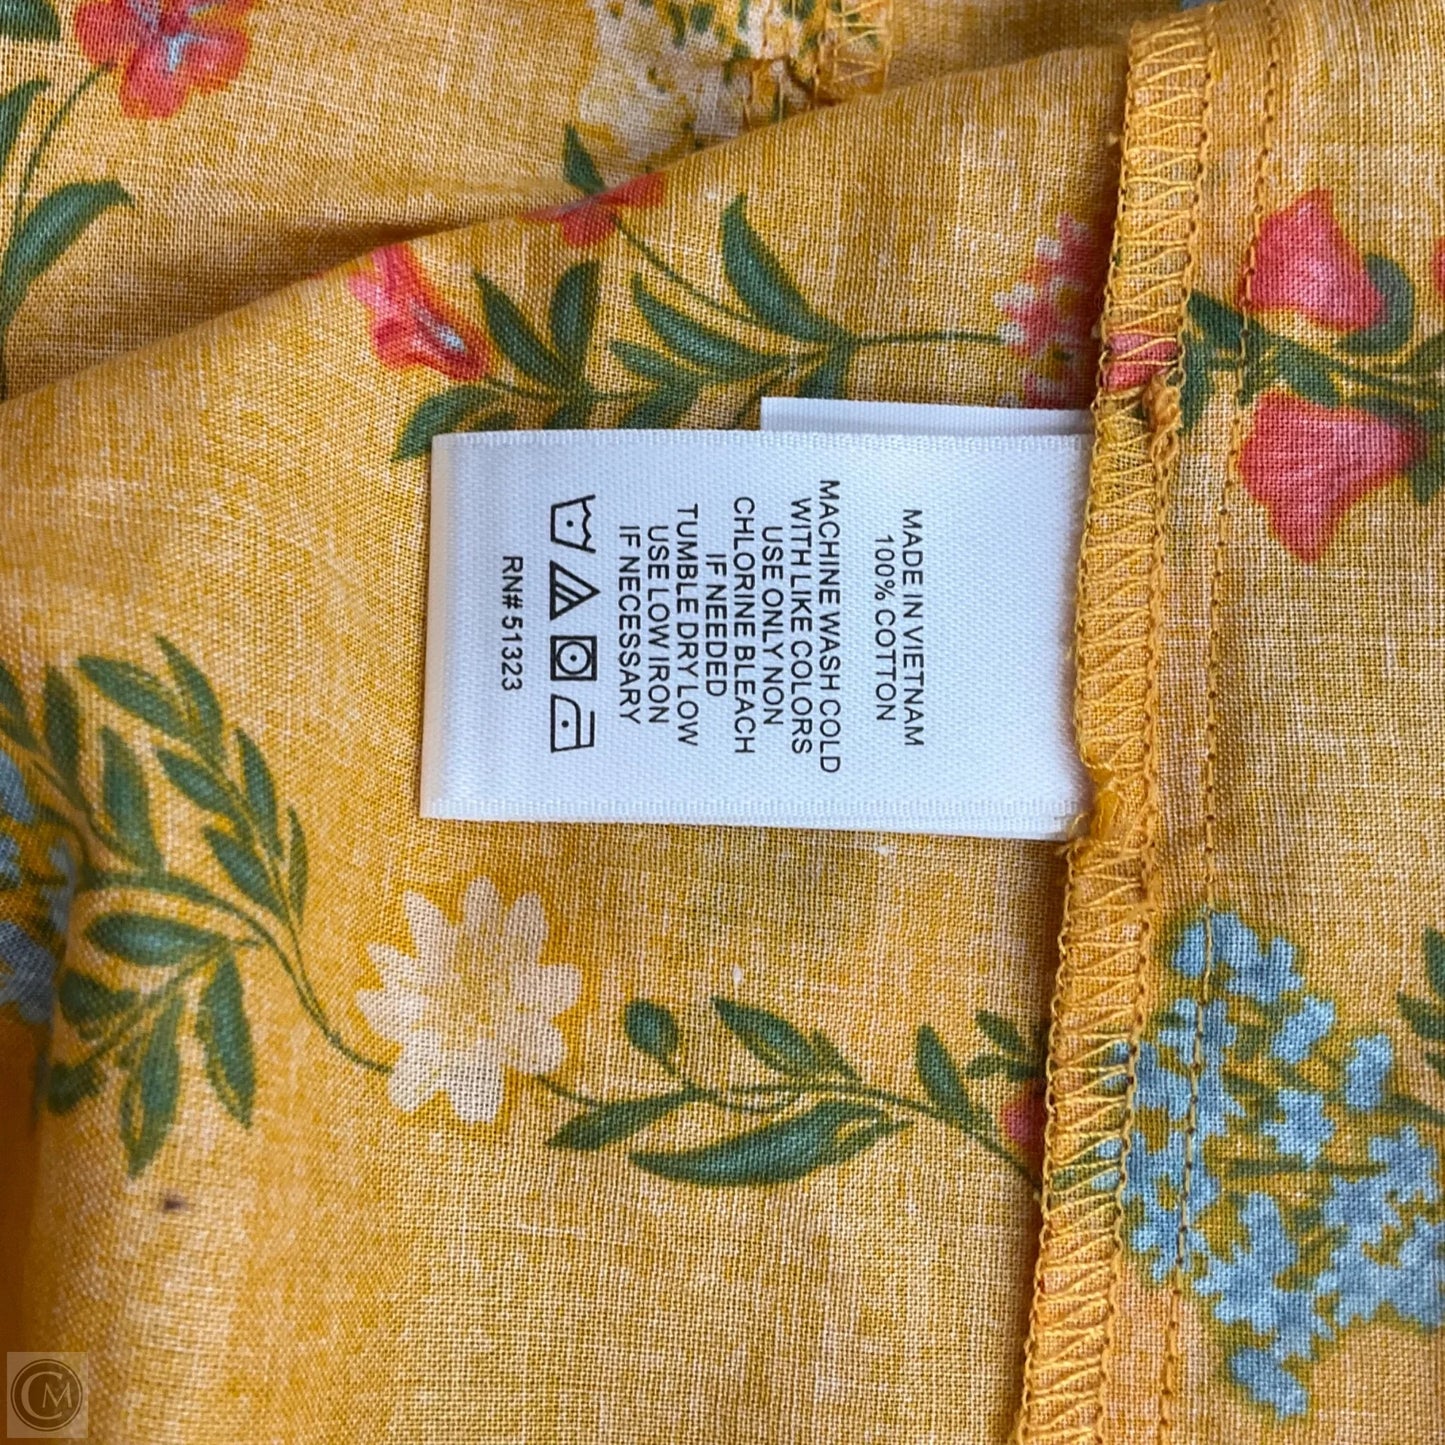 MADE IN VIETNAM
100% COTTON
MACHINE WASH COLD
WITH LIKE COLORS
USE ONLY NON
CHLORINE BLEACH
IF NEEDED
TUMBLE DRY LOW
USE LOW IRON
IF NECESSARY
RN# 51323
CM